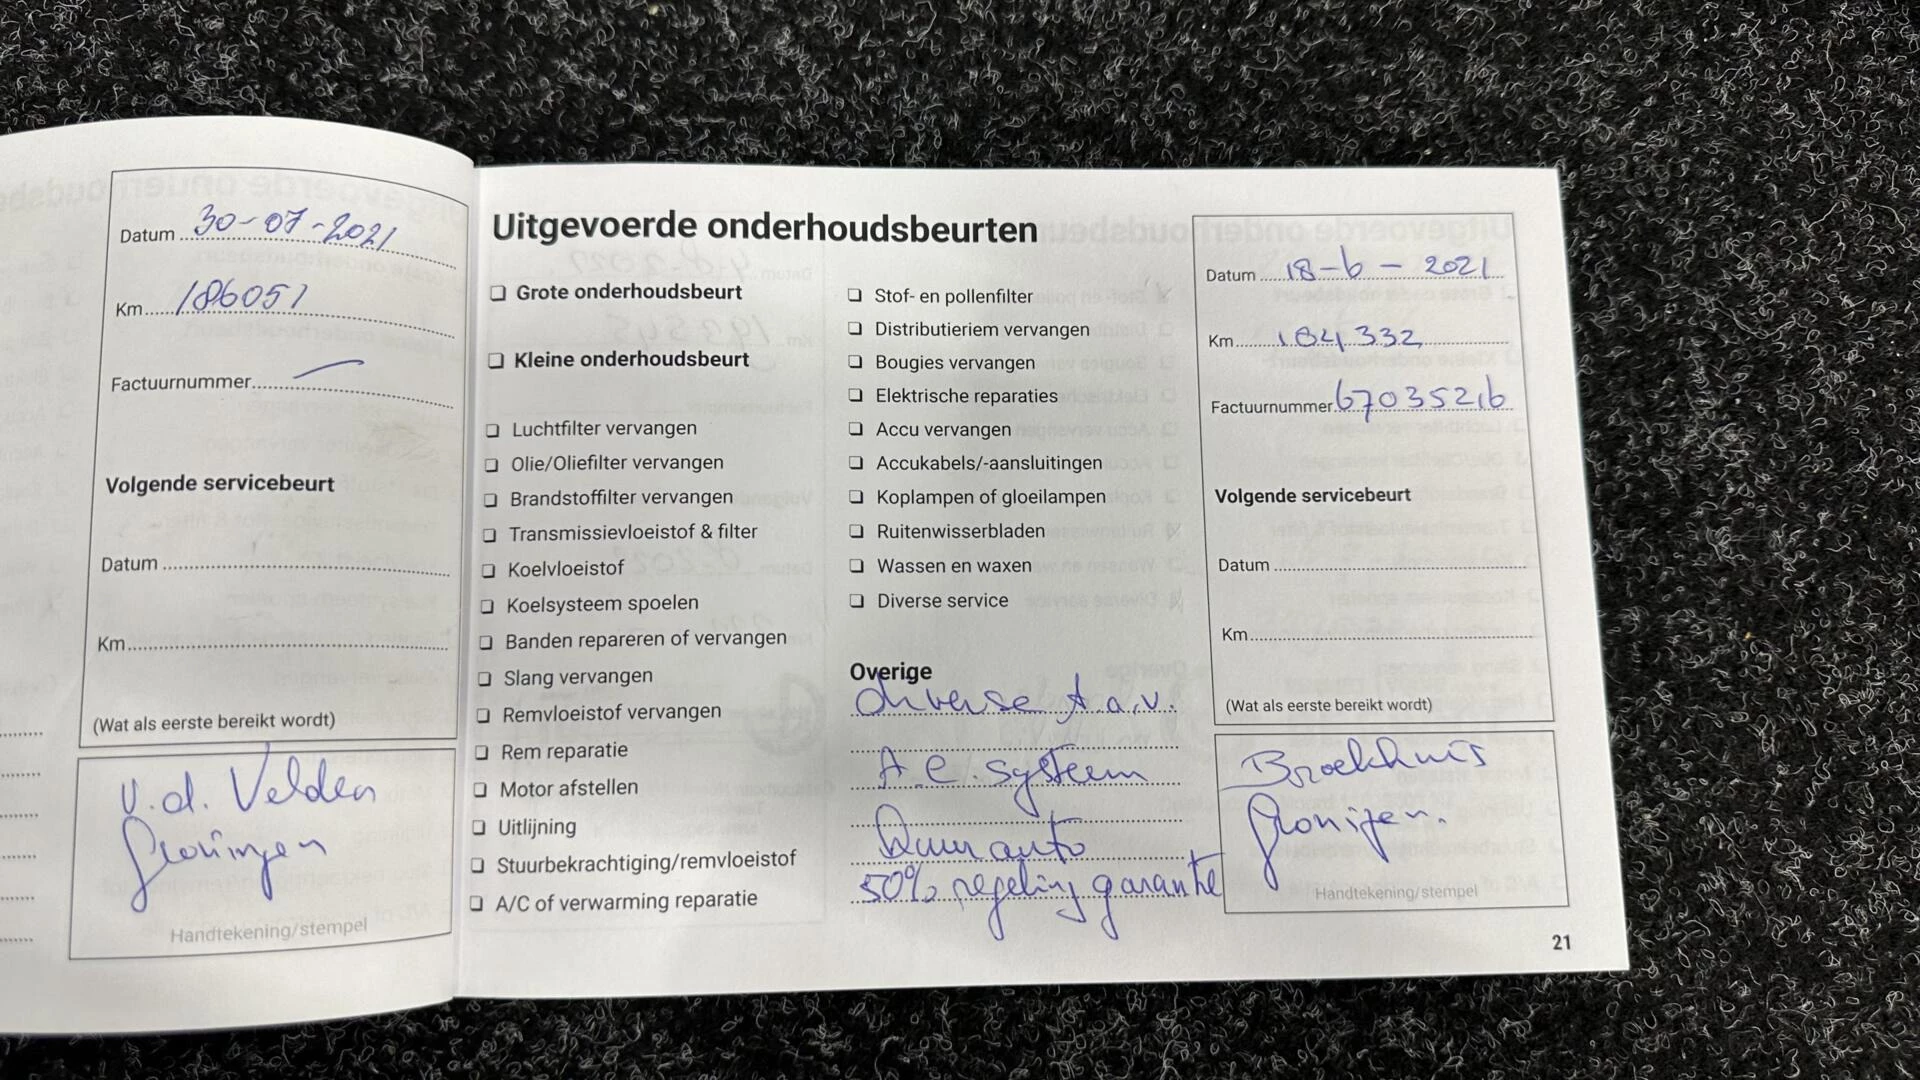 Datum 30-07-2021
Km 186051
Factuurnummer
Volgende servicebeurt
Datum
Km
(Wat als eerste bereikt wordt)
v.d. Velden
Groningen
Handtekening/stempel
Uitgevoerde onderhoudsbeurten
Grote onderhoudsbeurt
Kleine onderhoudsbeurt
Luchtfilter vervangen
Olie/Oliefilter vervangen
Brandstoffilter vervangen
Transmissievloeistof & filter
Koelvloeistof
Koelsysteem spoelen
Banden repareren of vervangen
Slang vervangen
Remvloeistof vervangen
Rem reparatie
Motor afstellen
Uitlijning
Stuurbekrachtiging/remvloeistof
A/C of verwarming reparatie
Stof- en pollenfilter
Distributieriem vervangen
Bougies vervangen
Elektrische reparaties
Accu vervangen
Accukabels/-aansluitingen
Koplampen of gloeilampen
Ruitenwisserbladen
Wassen en waxen
Diverse service
Overige
diverse t.a.v.
A.C. systeem
Duurauto
50% regeling garantie
Datum 18-6-2021
Km 184332
Factuurnummer 67035216
Volgende servicebeurt
Datum
Km
(Wat als eerste bereikt wordt)
Broekhuis
Groningen.
Handtekening/stempel
21